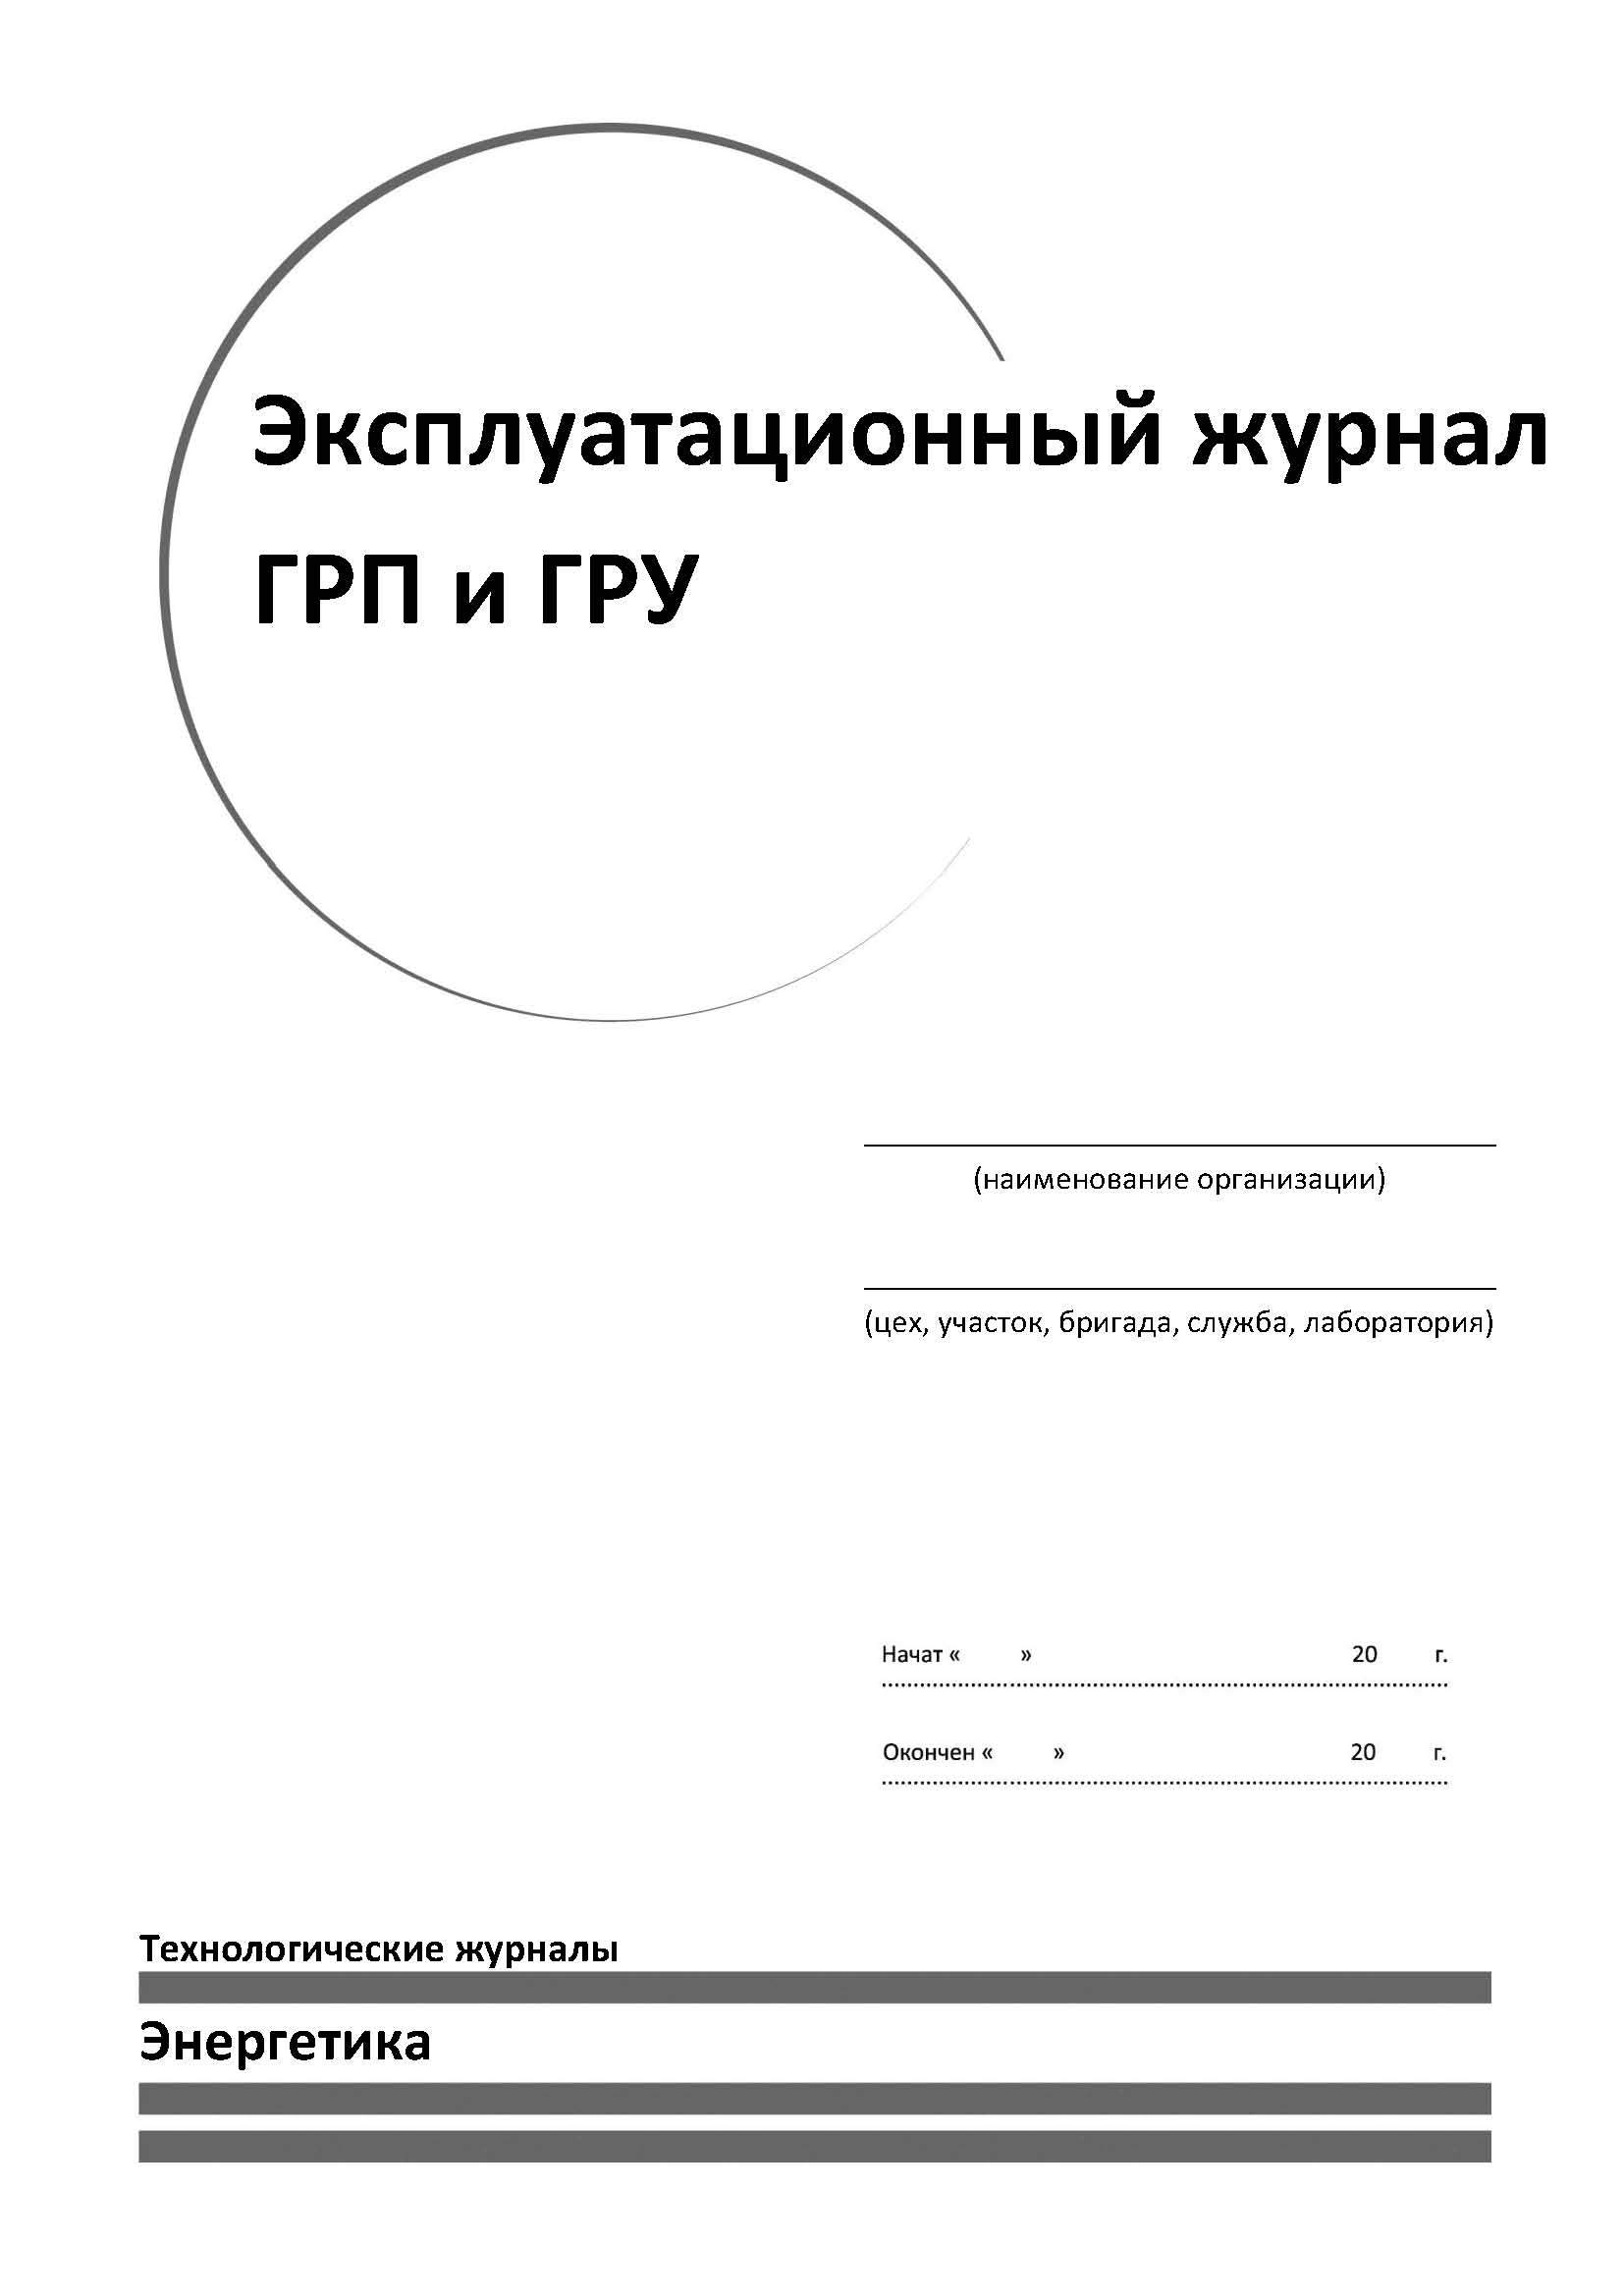 Эксплуатационный журнал
ГРП и ГРУ
(наименование организации)
(цех, участок, бригада, служба, лаборатория)
Начат « » 20 г.
Окончен « » 20 г.
Технологические журналы
Энергетика